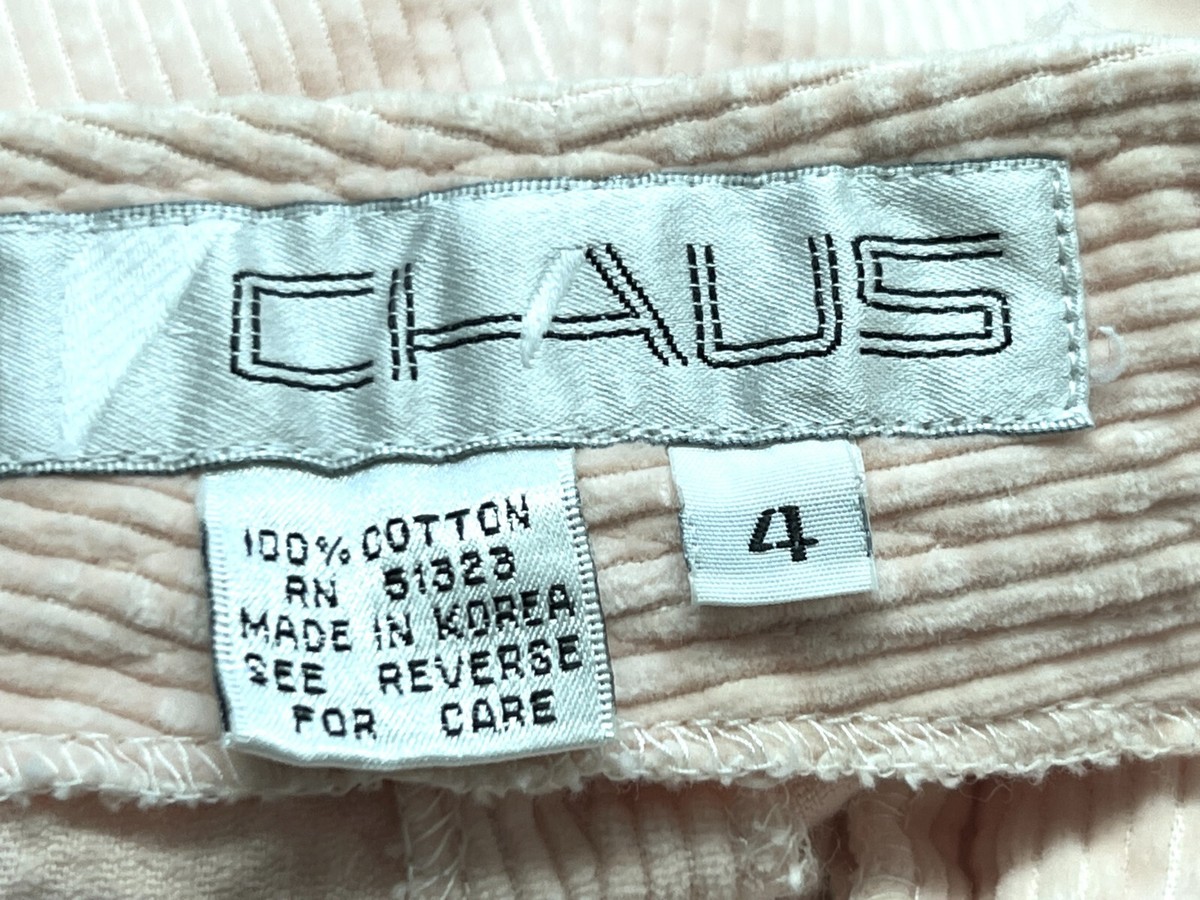 CHAUS
100% COTTON
RN 51323
MADE IN KOREA
SEE REVERSE
FOR CARE
4